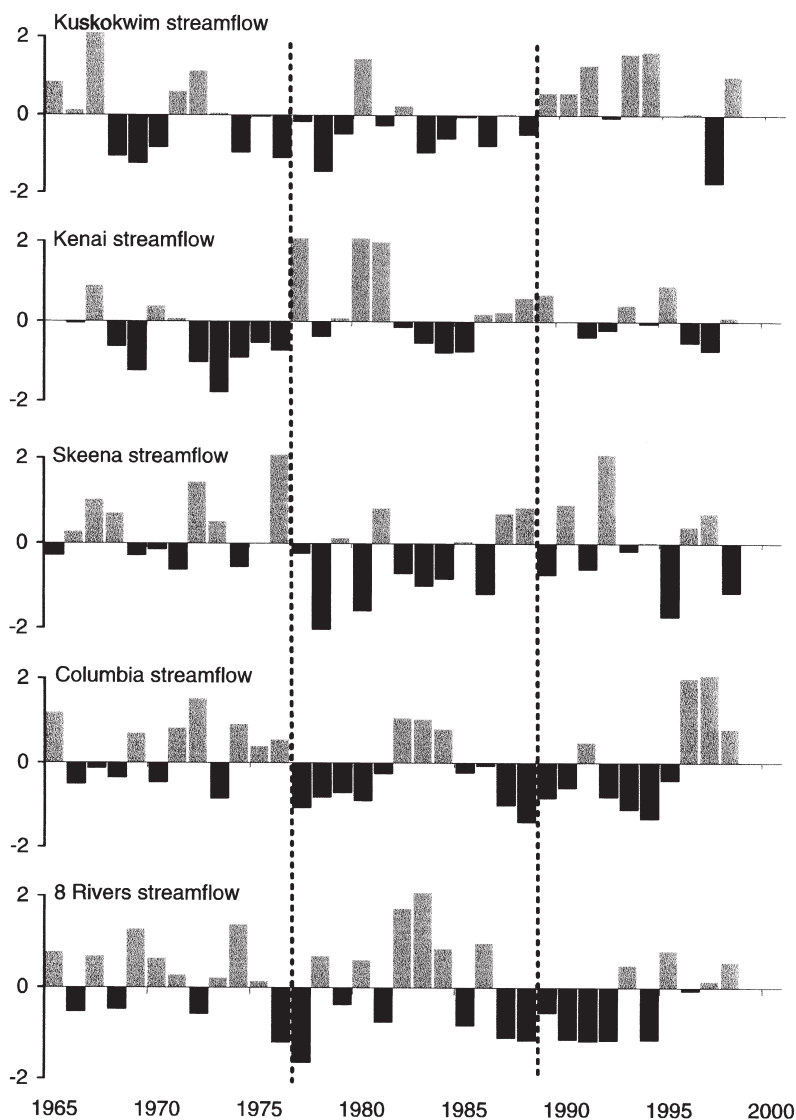 Kuskokwim streamflow
2
0
-2
Kenai streamflow
2
0
-2
Skeena streamflow
2
0
-2
Columbia streamflow
2
0
-2
8 Rivers streamflow
2
0
-2
1965 1970 1975 1980 1985 1990 1995 2000